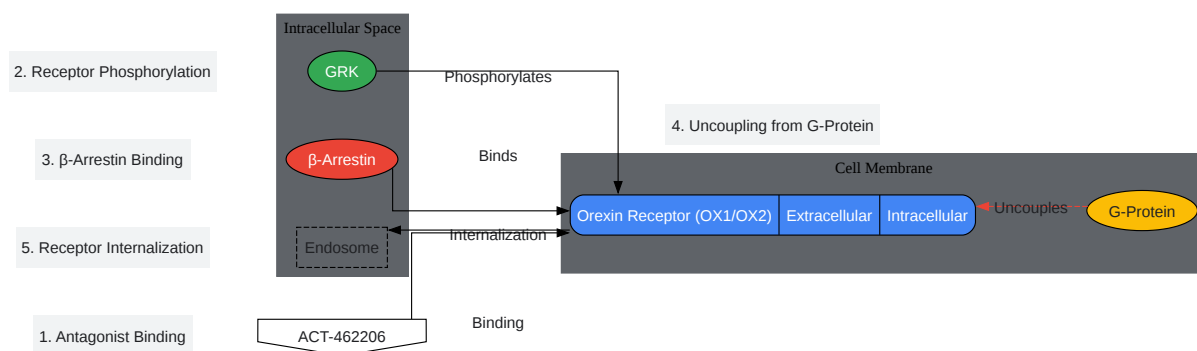 Intracellular Space
2. Receptor Phosphorylation
GRK
Phosphorylates
4. Uncoupling from G-Protein
3. β-Arrestin Binding
β-Arrestin
Binds
Cell Membrane
Orexin Receptor (OX1/OX2)
Extracellular
Intracellular
Uncouples
G-Protein
5. Receptor Internalization
Endosome
Internalization
1. Antagonist Binding
ACT-462206
Binding